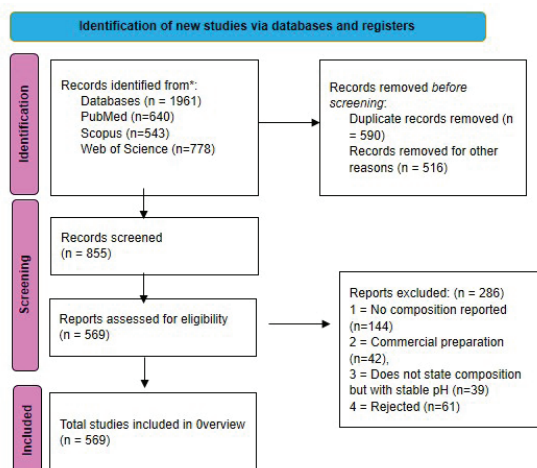 Identification of new studies via databases and registers
Identification
Records identified from*:
Databases (n = 1961)
PubMed (n=640)
Scopus (n=543)
Web of Science (n=778)
Records removed before
screening:
Duplicate records removed (n
= 590)
Records removed for other
reasons (n = 516)
Screening
Records screened
(n = 855)
Reports assessed for eligibility
(n = 569)
Reports excluded: (n = 286)
1 = No composition reported
(n=144)
2 = Commercial preparation
(n=42),
3 = Does not state composition
but with stable pH (n=39)
4 = Rejected (n=61)
Included
Total studies included in 0verview
(n = 569)